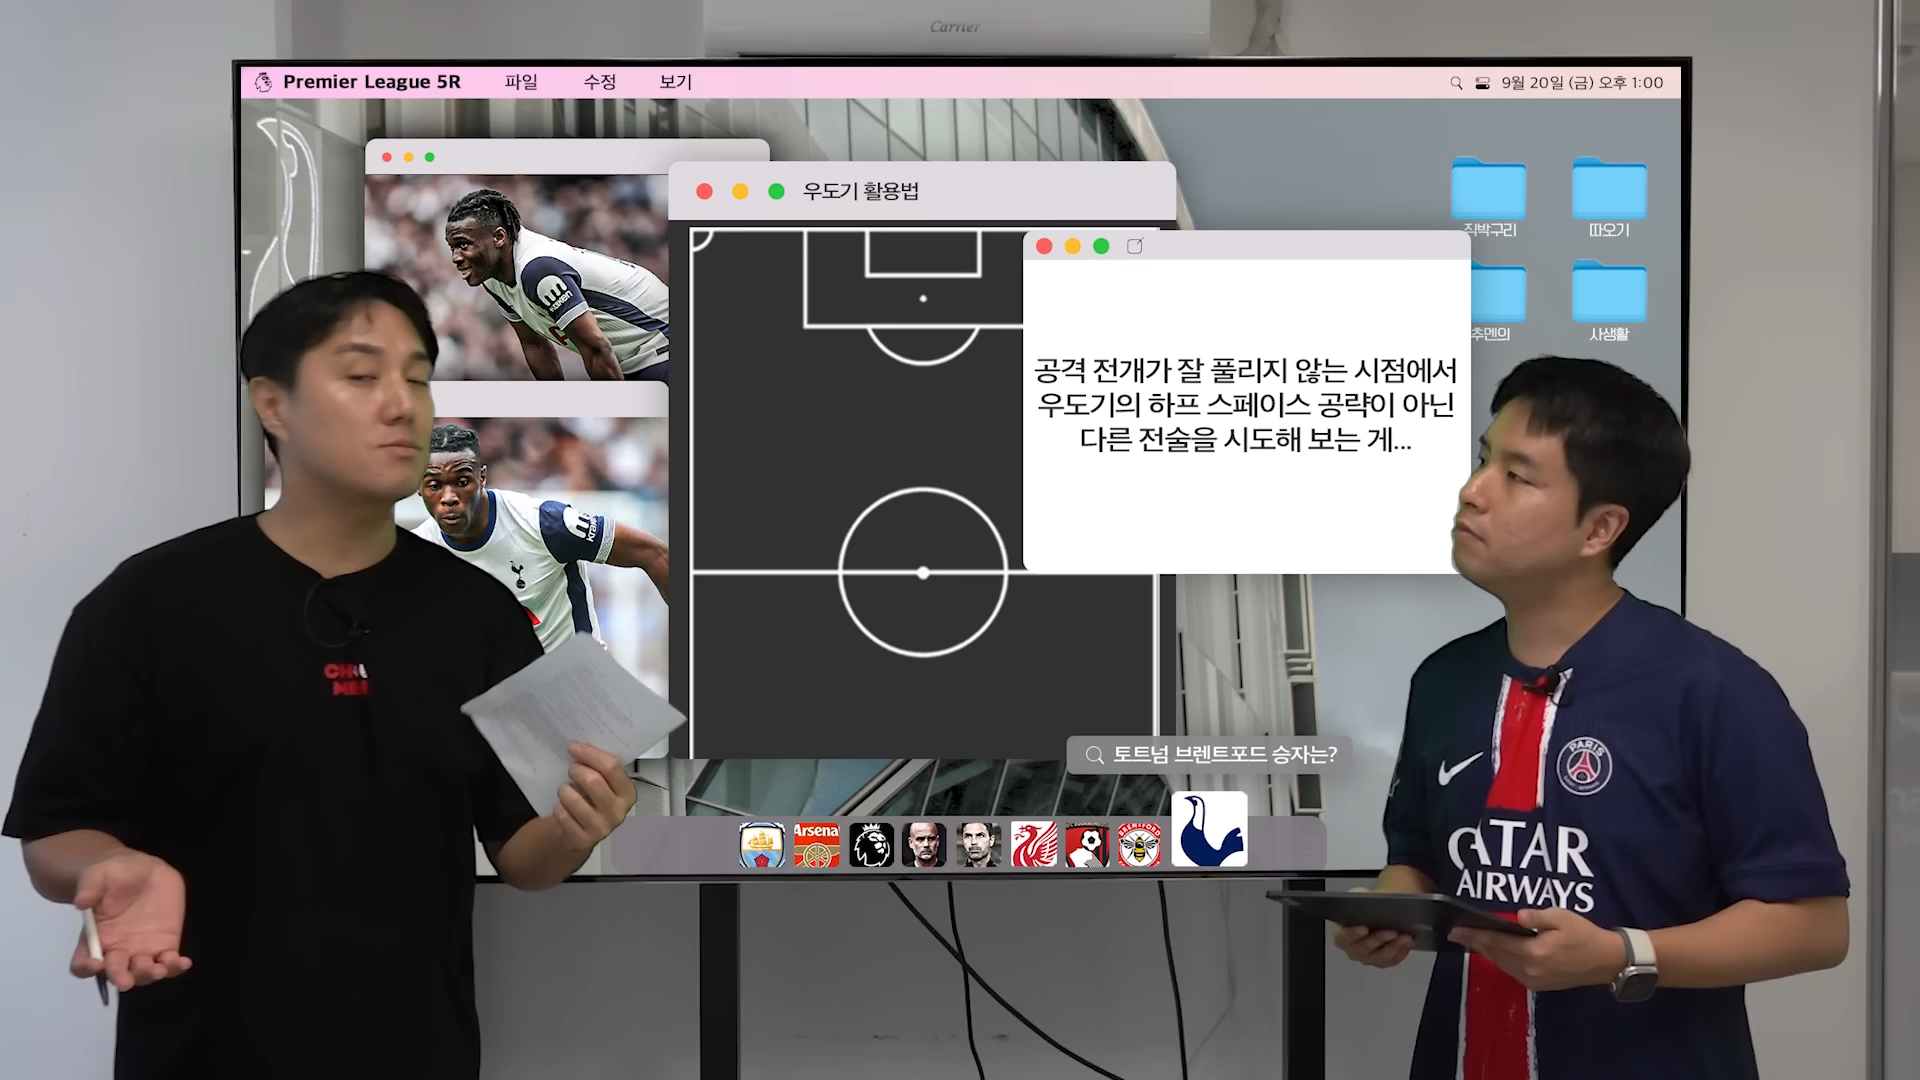 Carrier
Premier League 5R 파일 수정 보기
9월 20일 (금) 오후 1:00
우도기 활용법
직박구리
따오기
추멘의
사생활
공격 전개가 잘 풀리지 않는 시점에서
우도기의 하프 스페이스 공략이 아닌
다른 전술을 시도해 보는 게...
kraken
토트넘 브렌트포드 승자는?
Arsenal
BRENTFORD
PARIS
QATAR
AIRWAYS